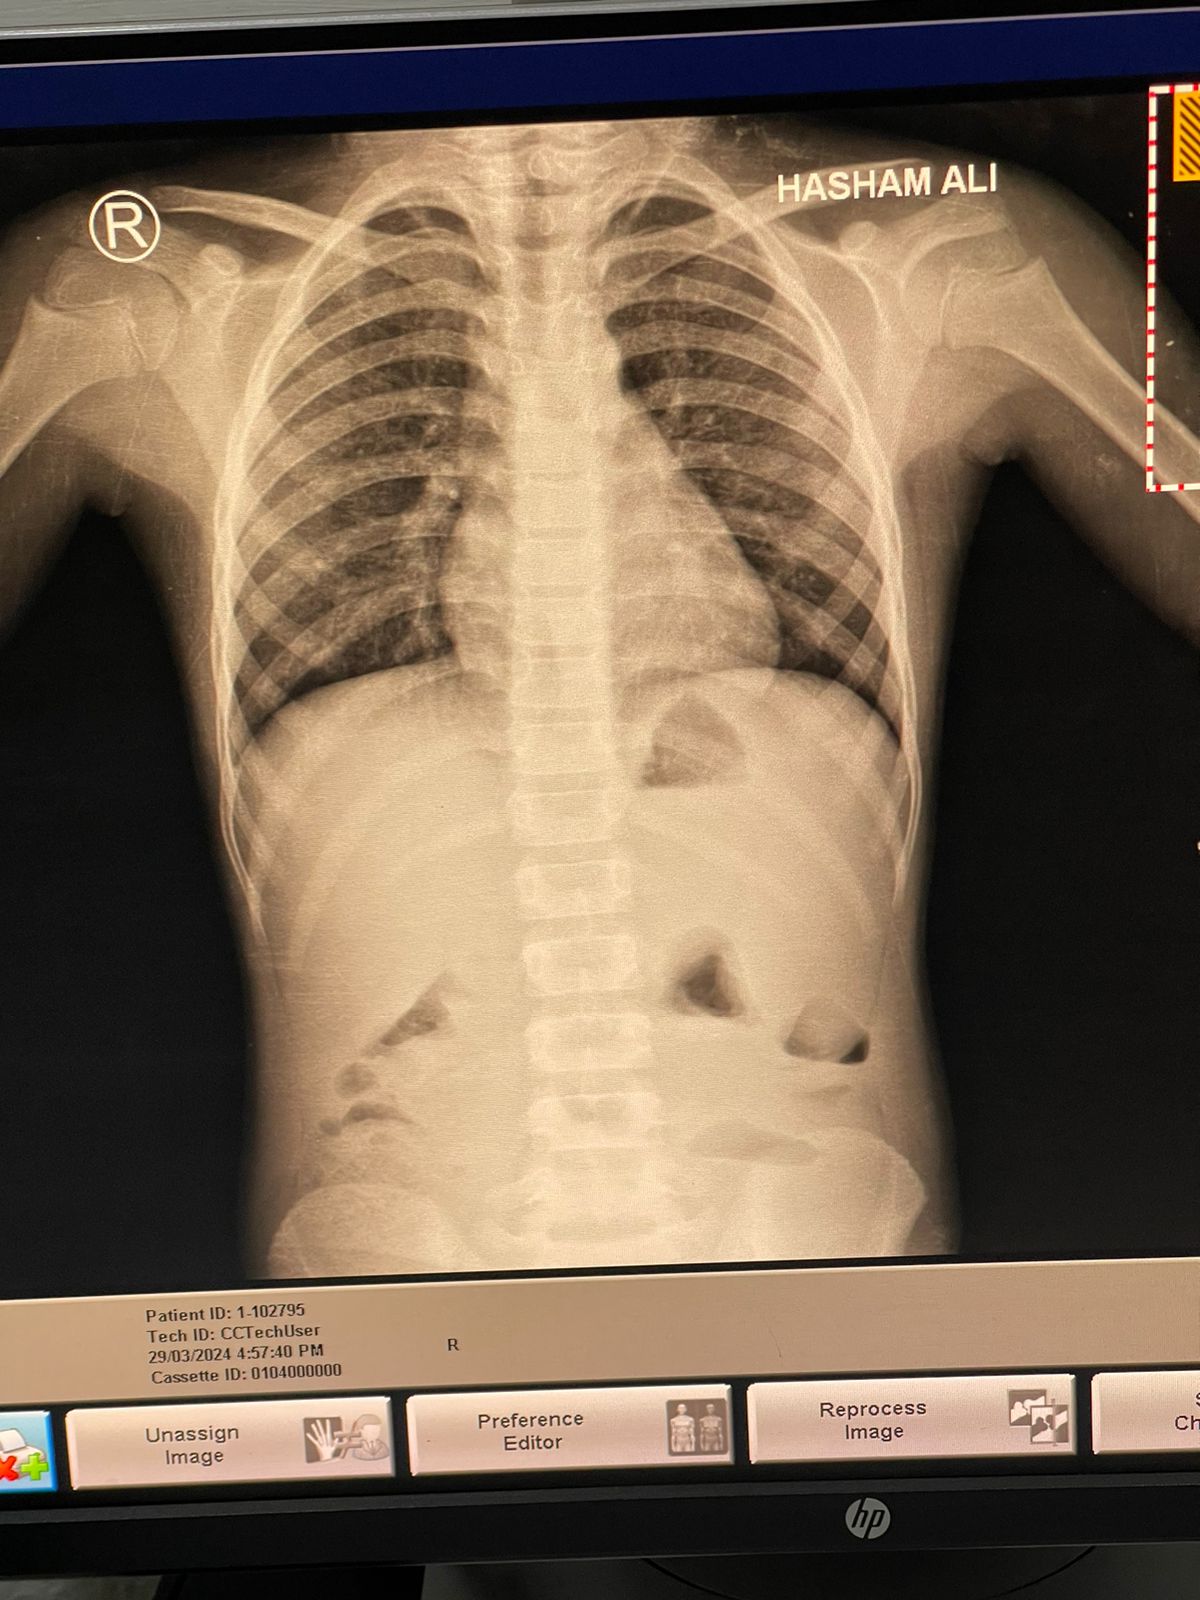 R
HASHAM ALI
Patient ID: 1-102795
Tech ID: CCTechUser
29/03/2024 4:57:40 PM
Cassette ID: 0104000000
R
Unassign
Image
Preference
Editor
Reprocess
Image
hp